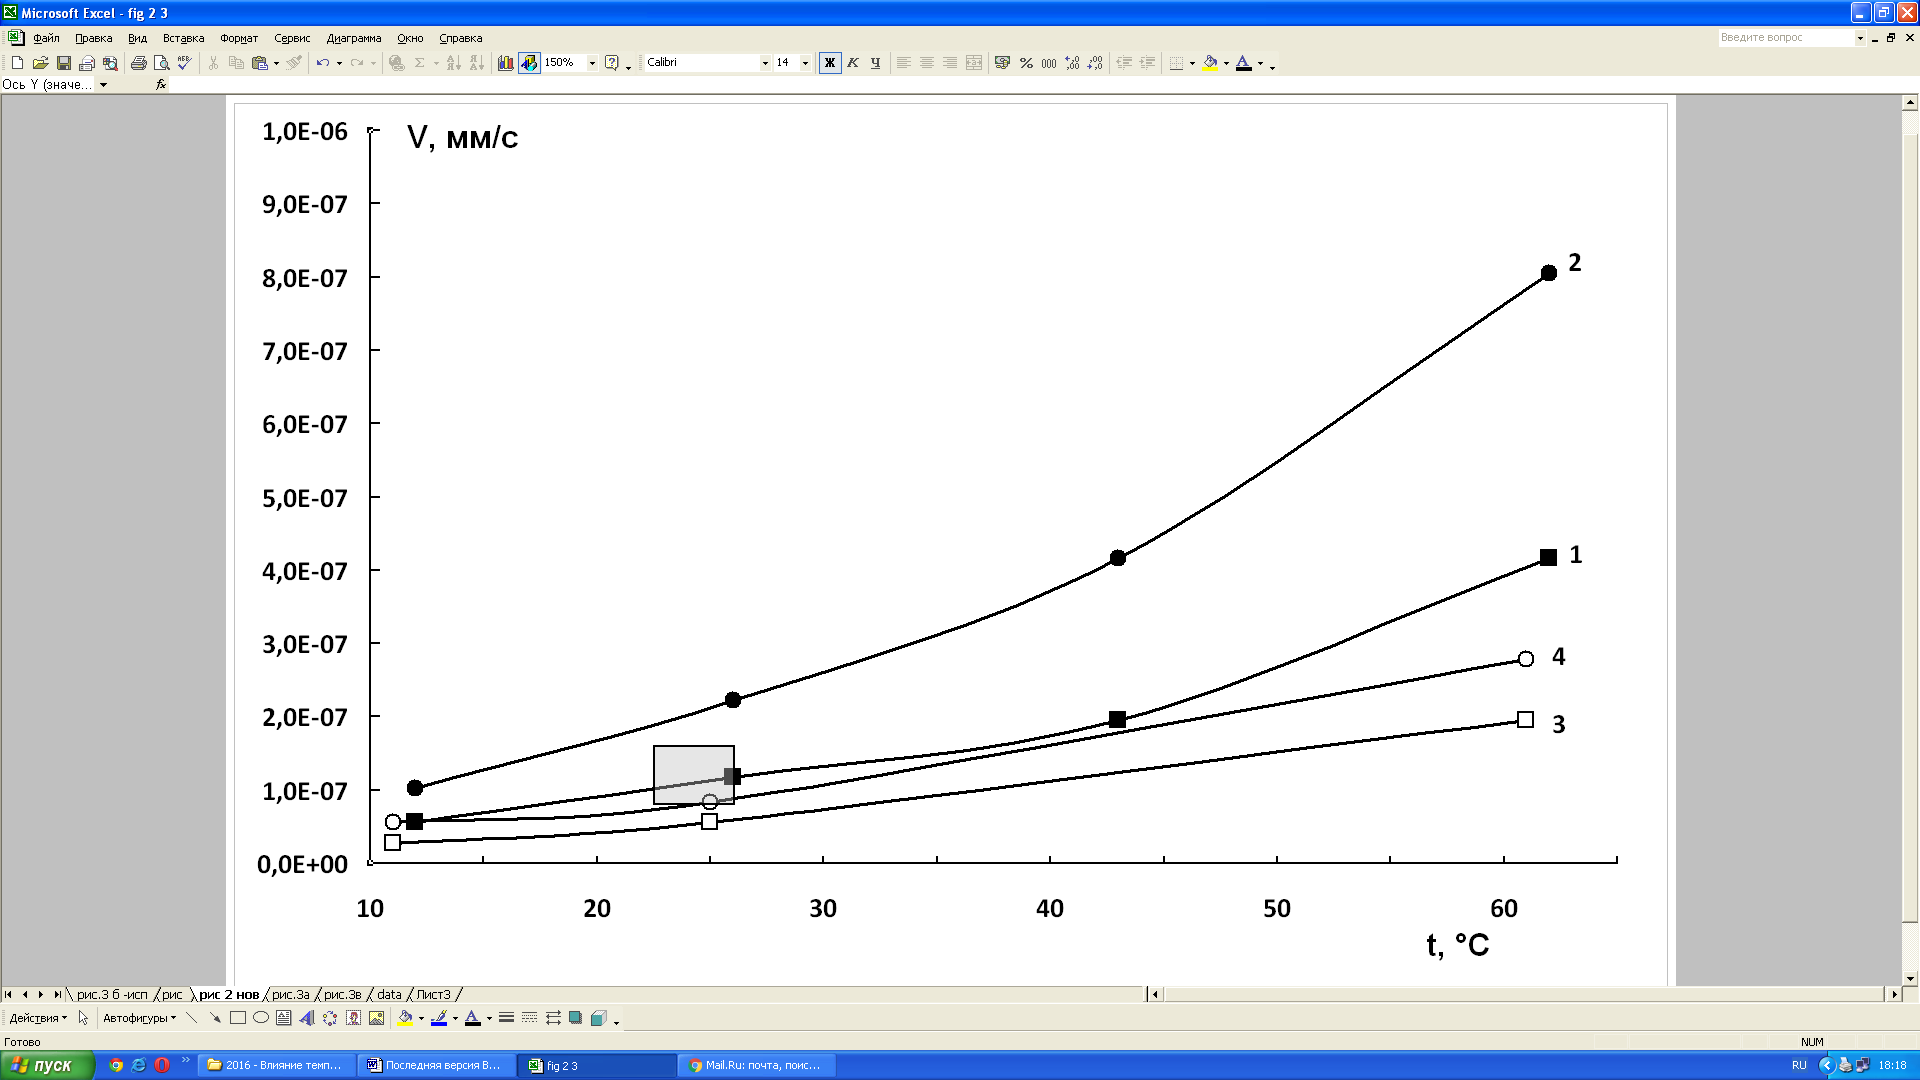 Microsoft Excel - fig 2 3
Файл Правка Вид Вставка Формат Сервис Диаграмма Окно Справка Введите вопрос
150% Calibri 14 Ж К Ч
Ось Y (значе... fx
1,0E-06
V, мм/с
9,0E-07
8,0E-07
2
7,0E-07
6,0E-07
5,0E-07
4,0E-07
1
3,0E-07
4
2,0E-07
3
1,0E-07
0,0E+00
10 20 30 40 50 60
t, °C
рис.3 б -исп рис рис 2 нов рис.3а рис.3в data Лист3
Действия Автофигуры
Готово NUM
пуск 2016 - Влияние темп... Последняя версия В... fig 2 3 Mail.Ru: почта, поис... RU 18:18